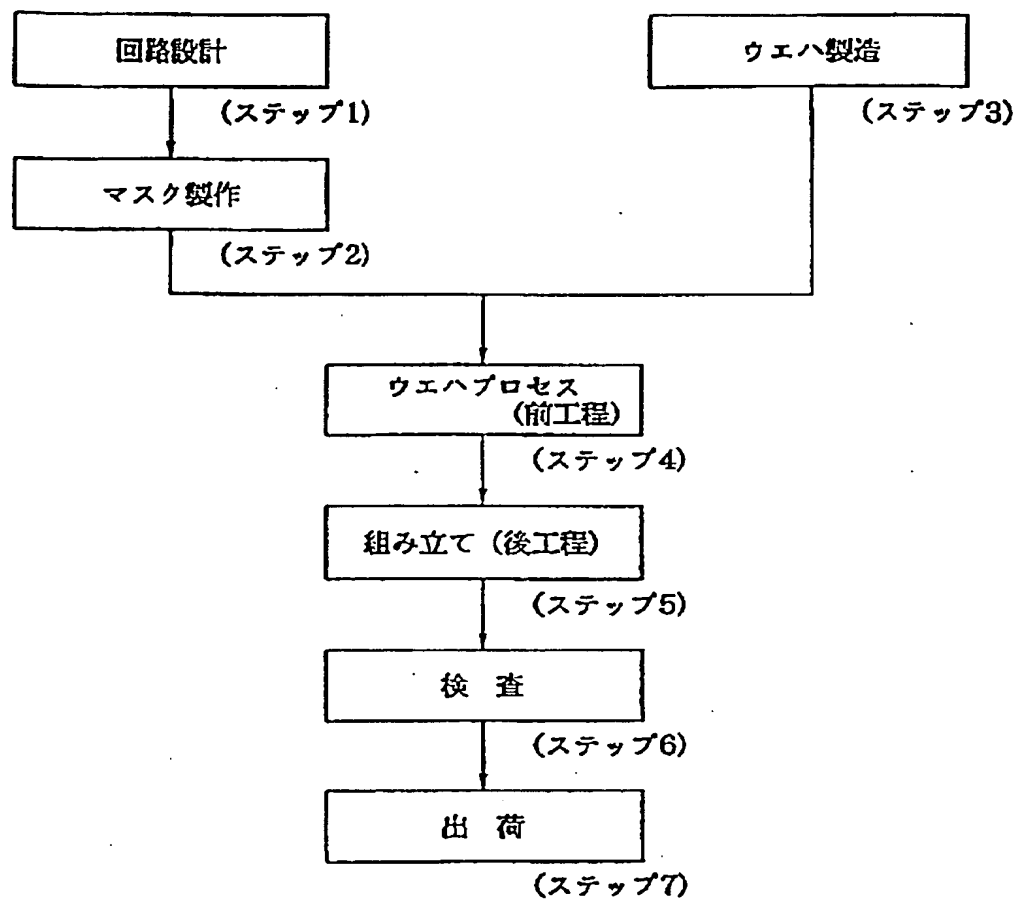 回路設計
(ステップ1)
マスク製作
(ステップ2)
ウエハ製造
(ステップ3)
ウエハプロセス
(前工程)
(ステップ4)
組み立て (後工程)
(ステップ5)
検 査
(ステップ6)
出 荷
(ステップ7)